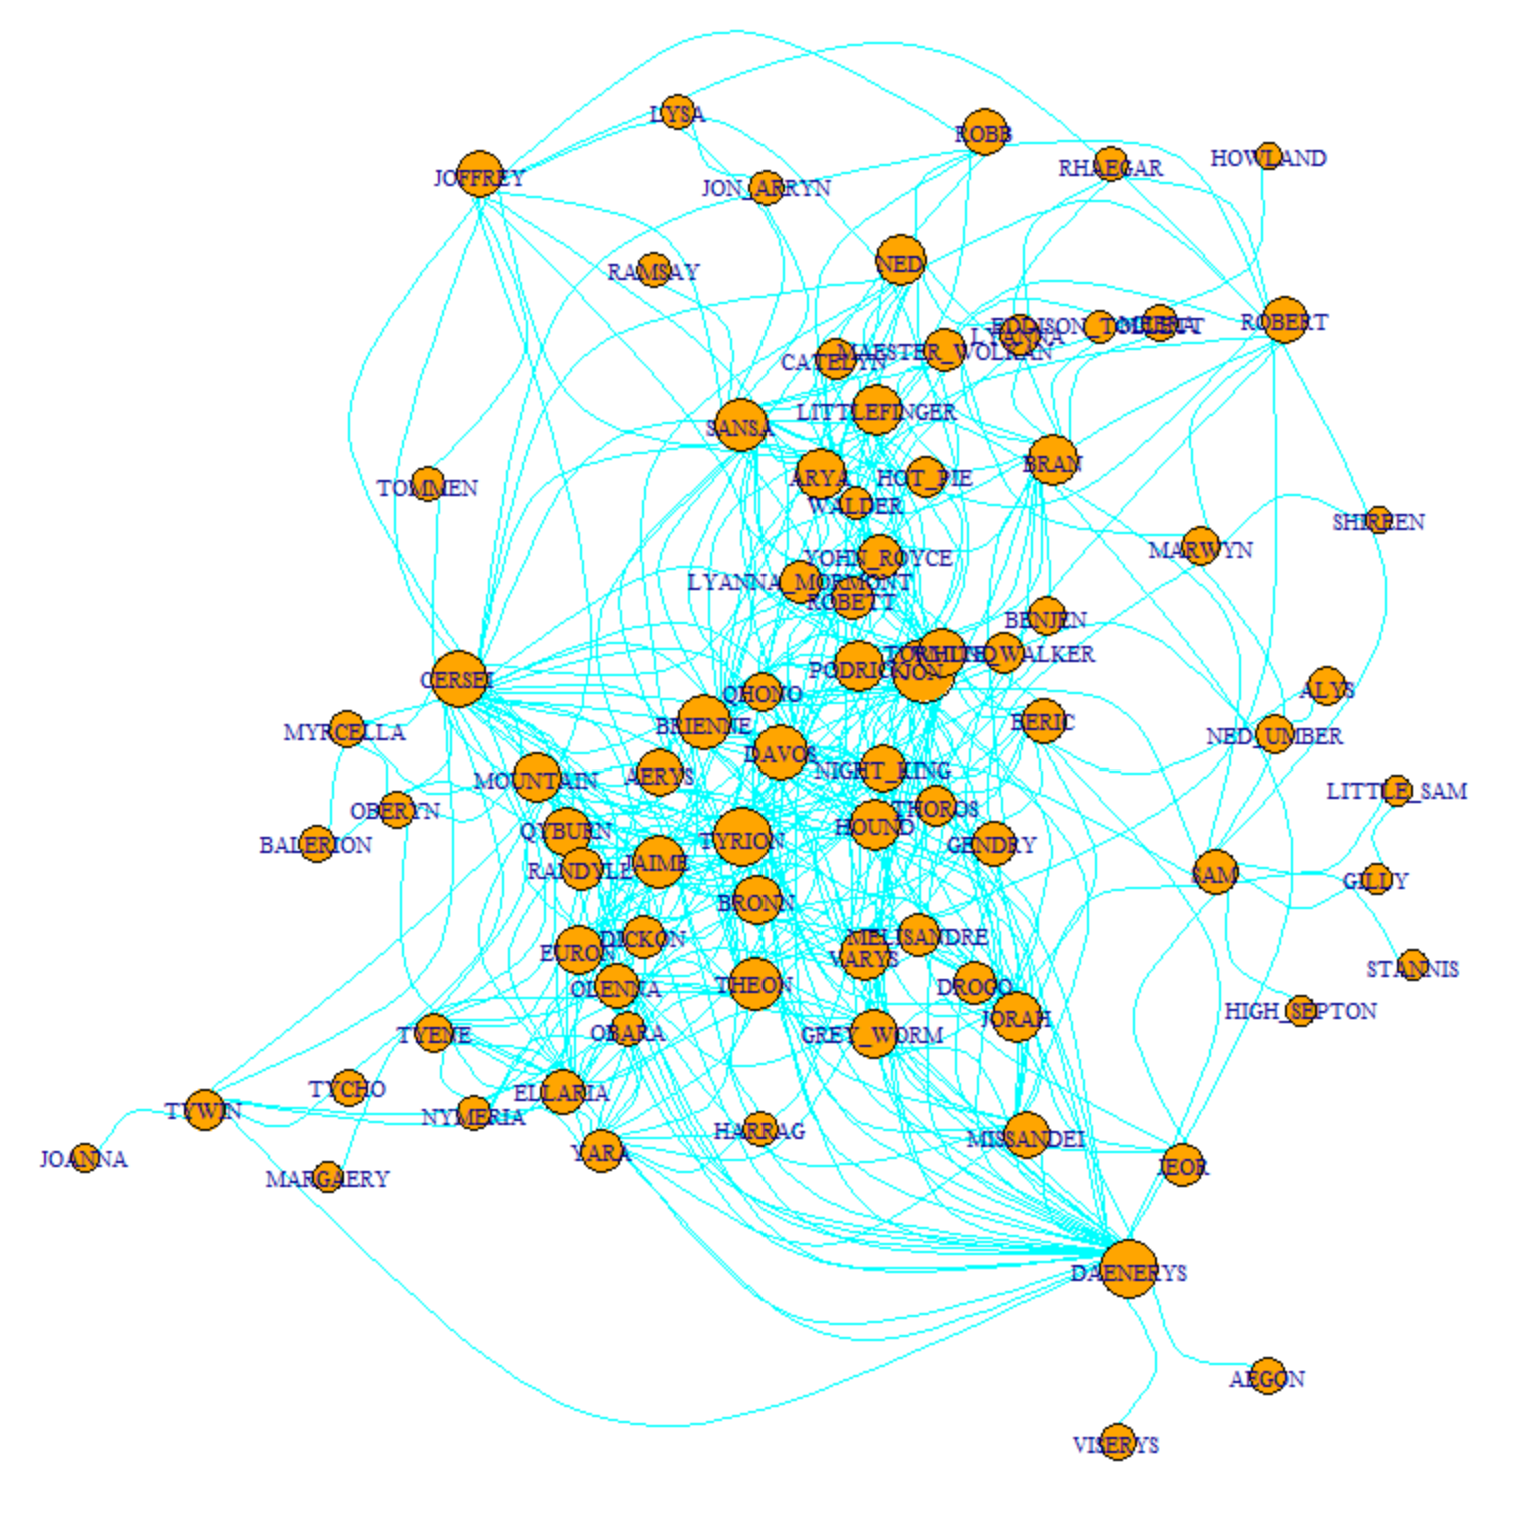 LYSA
ROBB
HOWLAND
RHAEGAR
JOFFREY
JON_ARRYN
NED
RAMSAY
ROBERT
EDDISON_TOLLETT
MEERA
LYANNA
MAESTER_WOLKAN
CATELYN
LITTLEFINGER
SANSA
BRAN
ARYA
HOT_PIE
TOMMEN
WALDER
SHIREEN
MARWYN
YOHN_ROYCE
LYANNA_MORMONT
ROBETT
BENJEN
TORMUND
WHITE_WALKER
PODRICK
JON
CERSEI
ALYS
QHONO
BRIENNE
BERIC
MYRCELLA
NED_UMBER
DAVOS
NIGHT_KING
AERYS
MOUNTAIN
LITTLE_SAM
OBERYN
THOROS
HOUND
QYBURN
TYRION
BALERION
GENDRY
JAIME
RANDYLL
SAM
GILLY
BRONN
MELISANDRE
DICKON
EURON
VARYS
STANNIS
THEON
DROGO
OLENNA
HIGH_SEPTON
JORAH
OBARA
GREY_WORM
TYENE
TYCHO
ELLARIA
TYWIN
NYMERIA
HARRAG
MISSANDEI
YARA
JOANNA
JEOR
MARGAERY
DAENERYS
AEGON
VISERYS